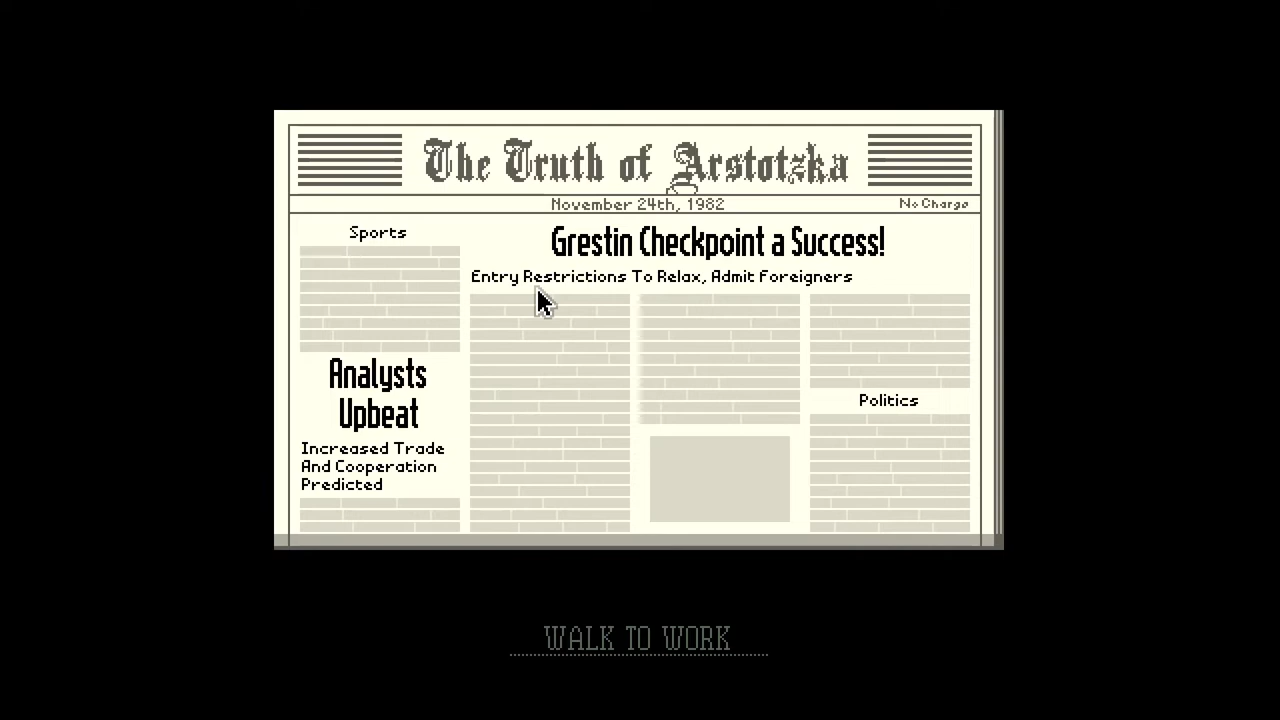 The Truth of Arstotzka
November 24th, 1982
No Charge
Sports
Grestin Checkpoint a Success!
Entry Restrictions To Relax, Admit Foreigners
Analysts
Upbeat
Increased Trade
And Cooperation
Predicted
Politics
WALK TO WORK